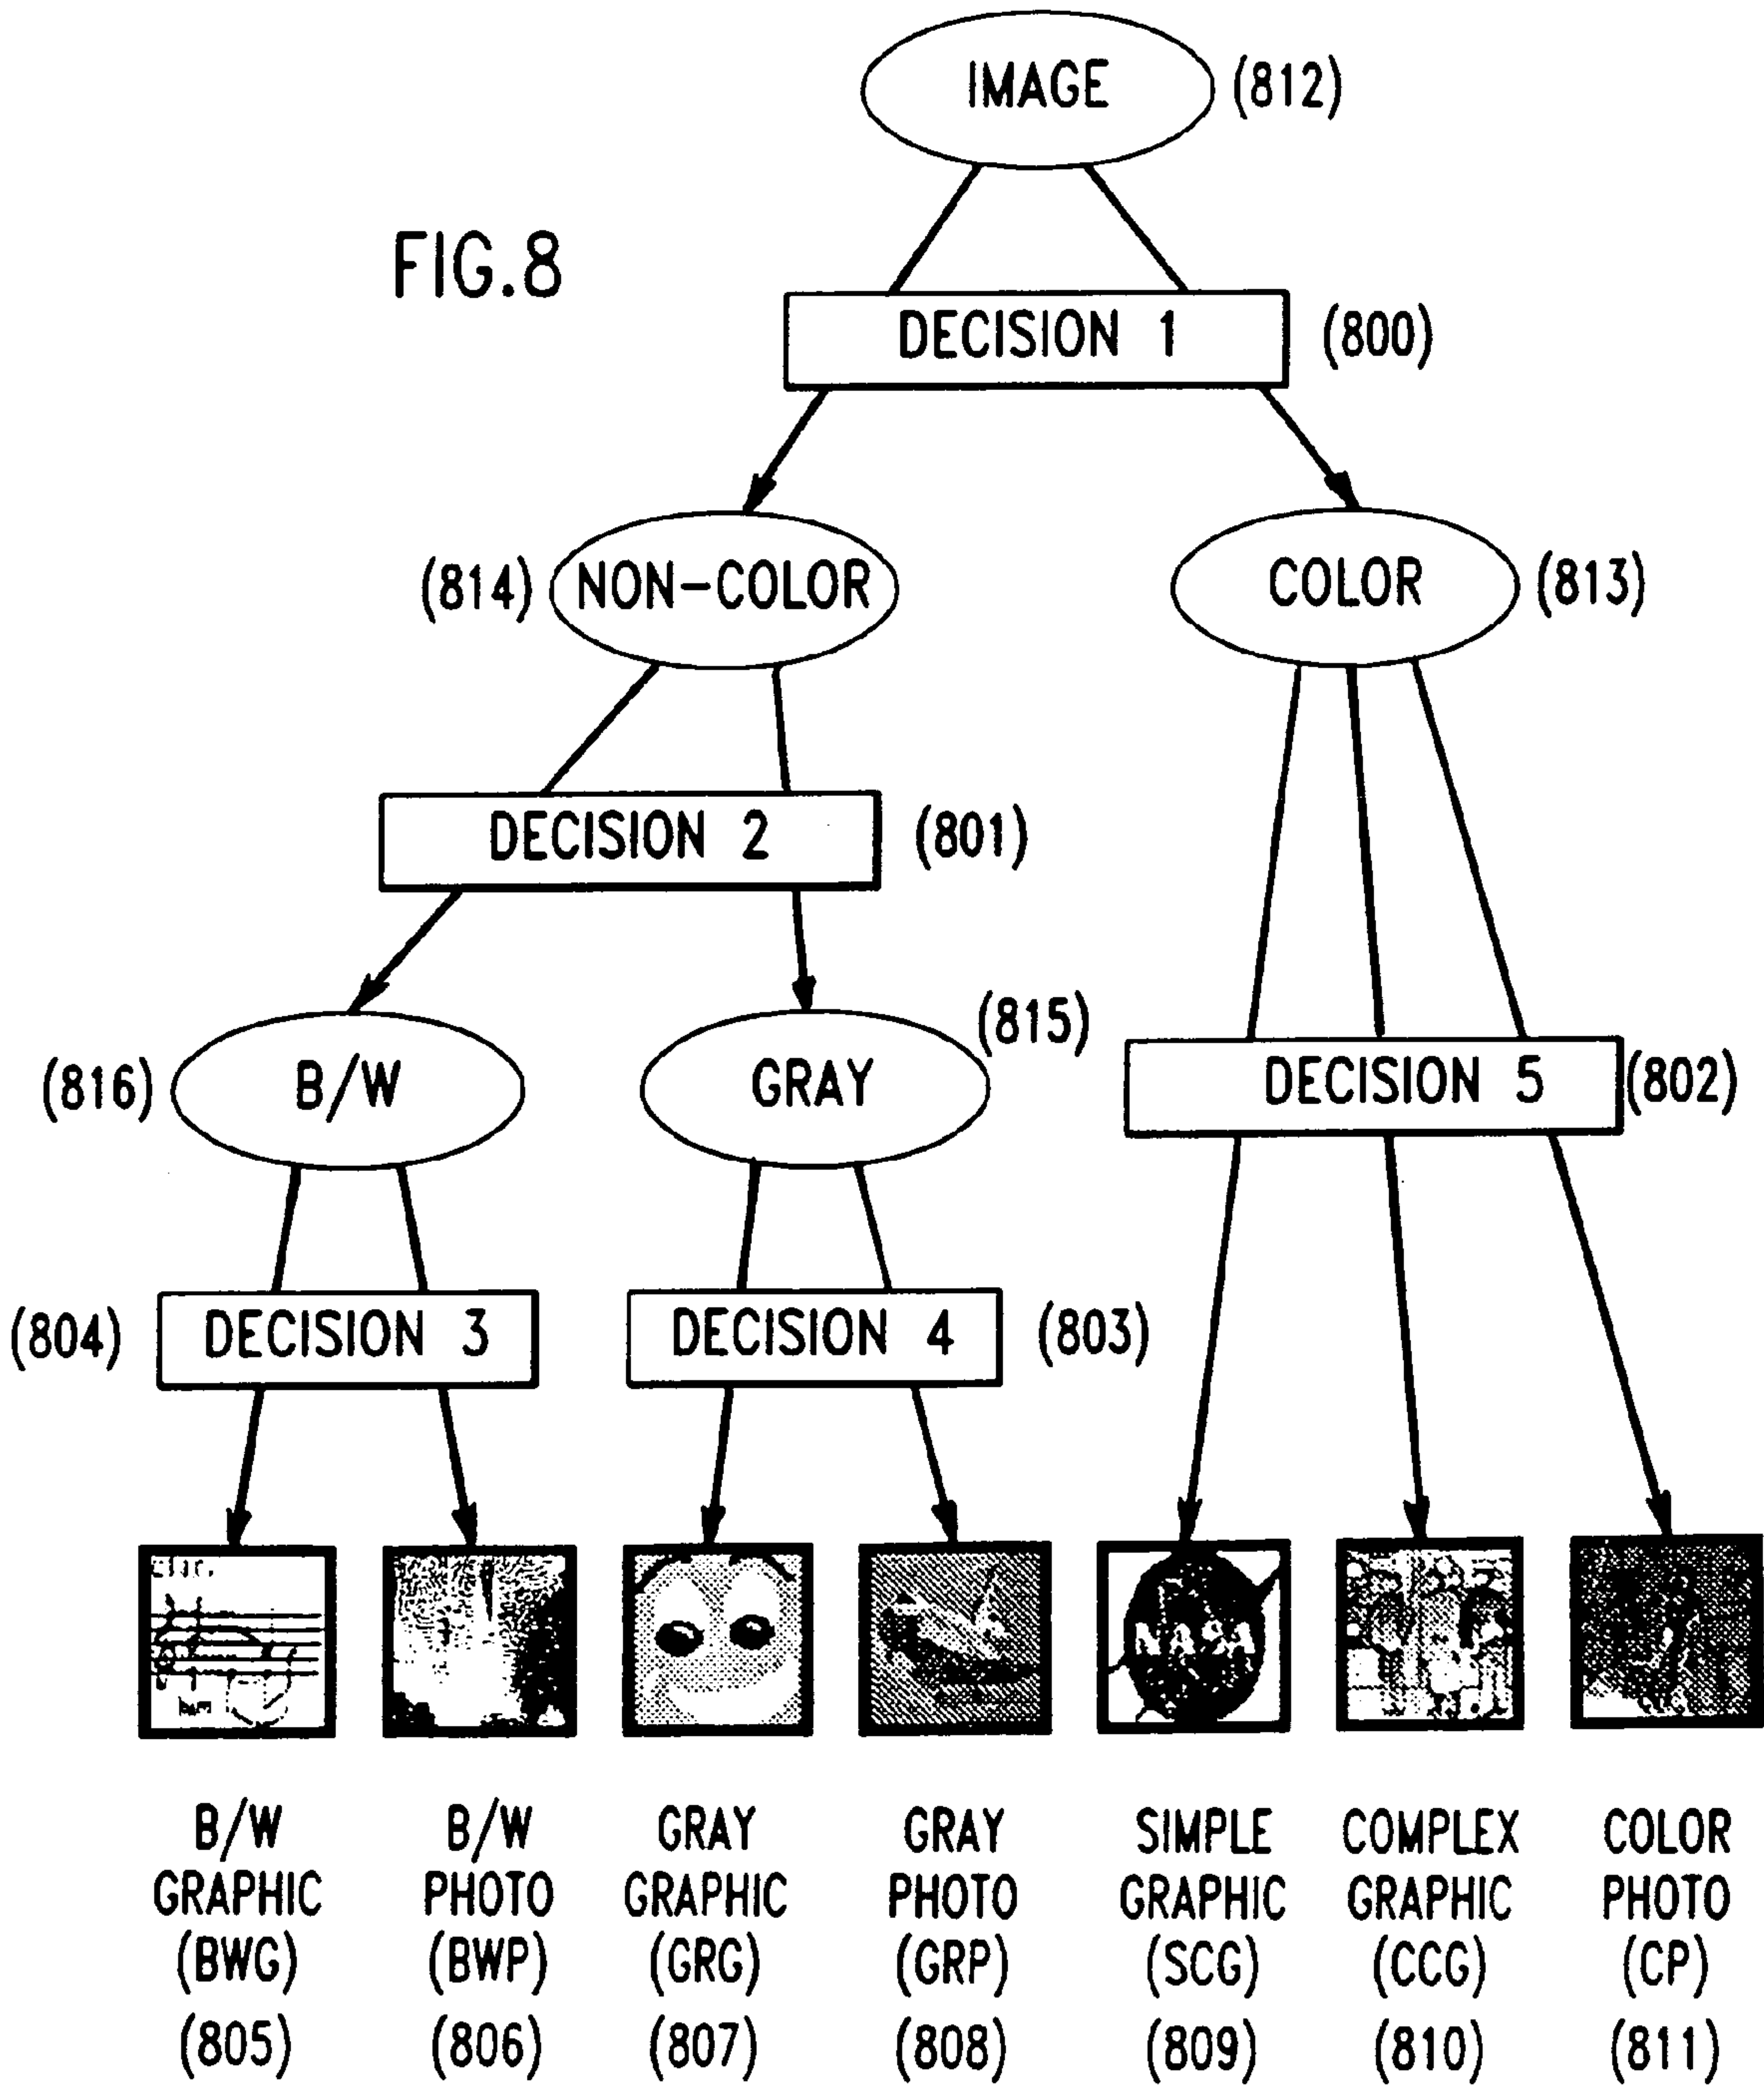 IMAGE (812)
FIG.8
DECISION 1 (800)
(814) NON-COLOR
COLOR (813)
DECISION 2 (801)
(815)
(816) B/W
GRAY
DECISION 5 (802)
(804) DECISION 3
DECISION 4 (803)
NASA
B/W
GRAPHIC
(BWG)
(805)
B/W
PHOTO
(BWP)
(806)
GRAY
GRAPHIC
(GRG)
(807)
GRAY
PHOTO
(GRP)
(808)
SIMPLE
GRAPHIC
(SCG)
(809)
COMPLEX
GRAPHIC
(CCG)
(810)
COLOR
PHOTO
(CP)
(811)